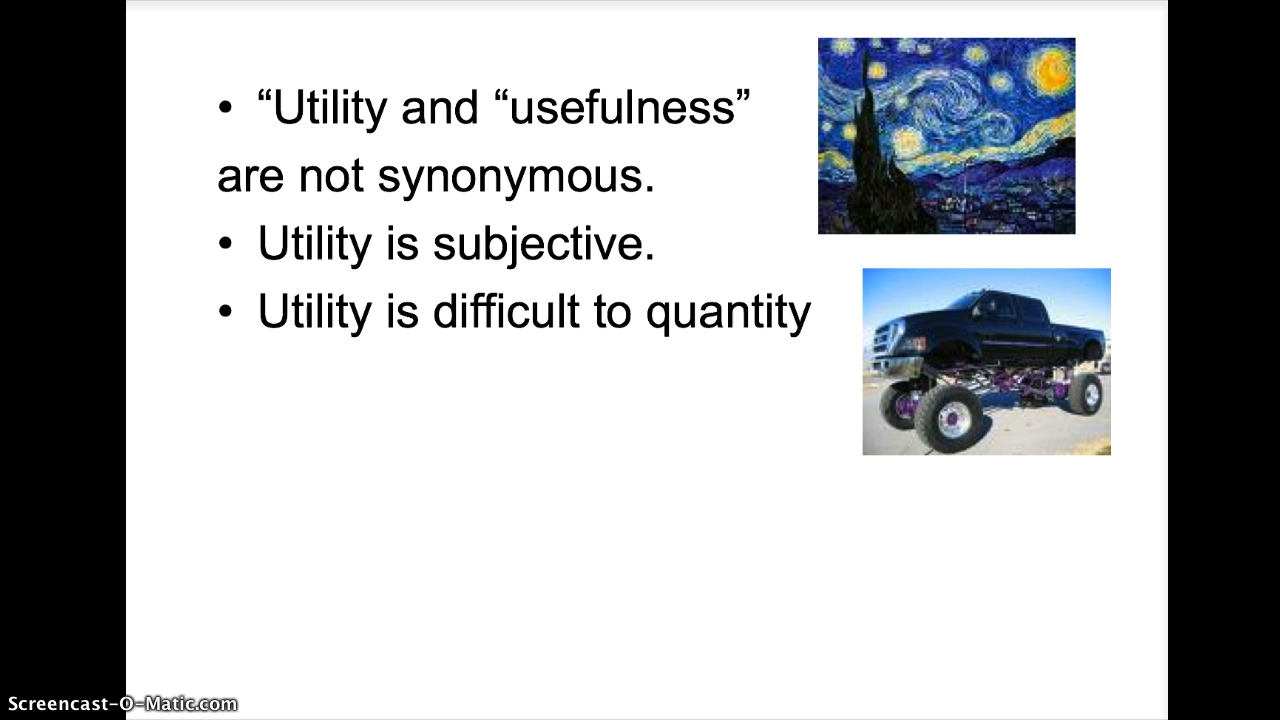 • “Utility and “usefulness”
are not synonymous.
• Utility is subjective.
• Utility is difficult to quantity
Screencast-O-Matic.com